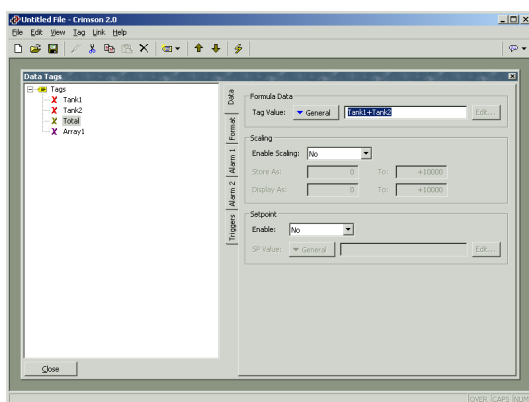 Untitled File - Crimson 2.0
File Edit View Tag Link Help
Data Tags
Tags
Tank1
Tank2
Total
Array1
Data
Format
Alarm 1
Alarm 2
Triggers
Formula Data
Tag Value: General Tank1+Tank2 Edit...
Scaling
Enable Scaling: No
Store As: 0 To: +10000
Display As: 0 To: +10000
Setpoint
Enable: No
SP Value: General Edit...
Close
OVER CAPS NUM